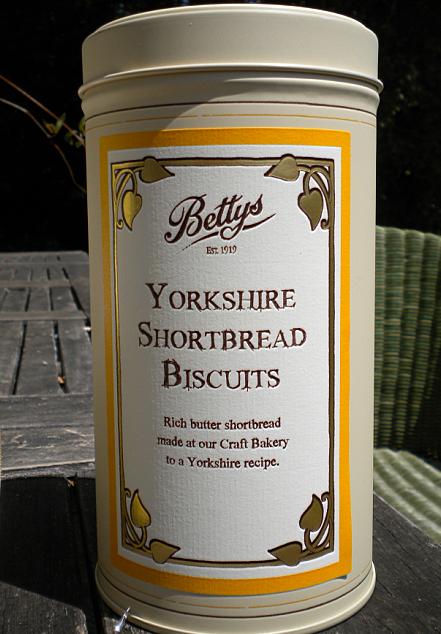 Bettys
EST. 1919
YORKSHIRE
SHORTBREAD
BISCUITS
Rich butter shortbread
made at our Craft Bakery
to a Yorkshire recipe.